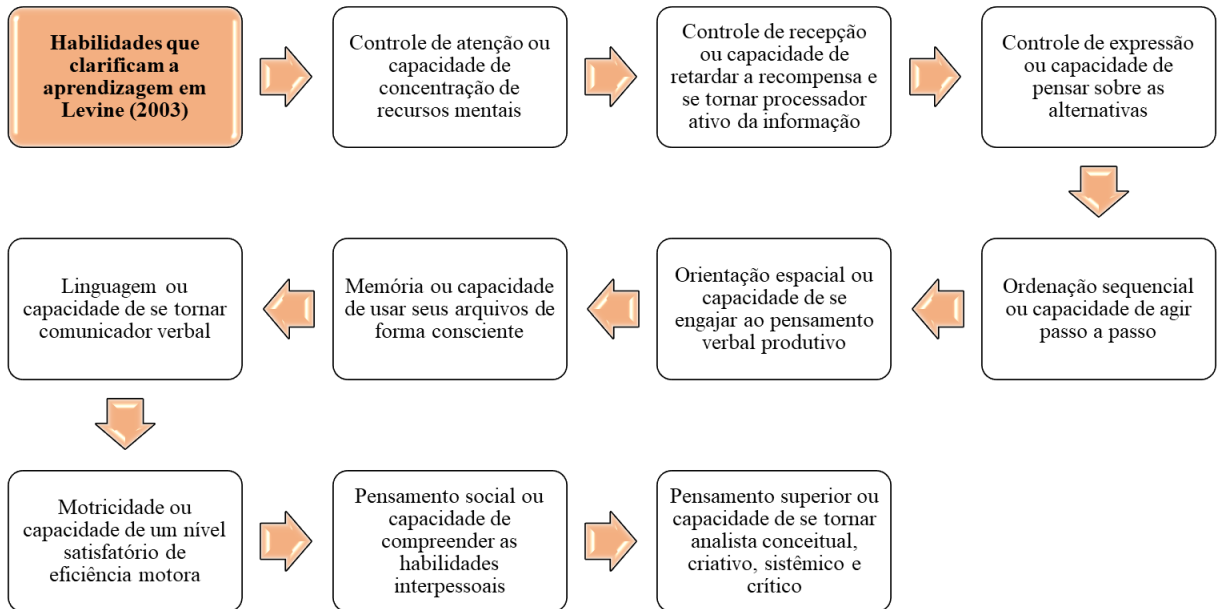 Habilidades que
clarificam a
aprendizagem em
Levine (2003)
Controle de atenção ou
capacidade de
concentração de
recursos mentais
Controle de recepção
ou capacidade de
retardar a recompensa e
se tornar processador
ativo da informação
Controle de expressão
ou capacidade de
pensar sobre as
alternativas
Ordenação sequencial
ou capacidade de agir
passo a passo
Orientação espacial ou
capacidade de se
engajar ao pensamento
verbal produtivo
Memória ou capacidade
de usar seus arquivos de
forma consciente
Linguagem ou
capacidade de se tornar
comunicador verbal
Motricidade ou
capacidade de um nível
satisfatório de
eficiência motora
Pensamento social ou
capacidade de
compreender as
habilidades
interpessoais
Pensamento superior ou
capacidade de se tornar
analista conceitual,
criativo, sistêmico e
crítico